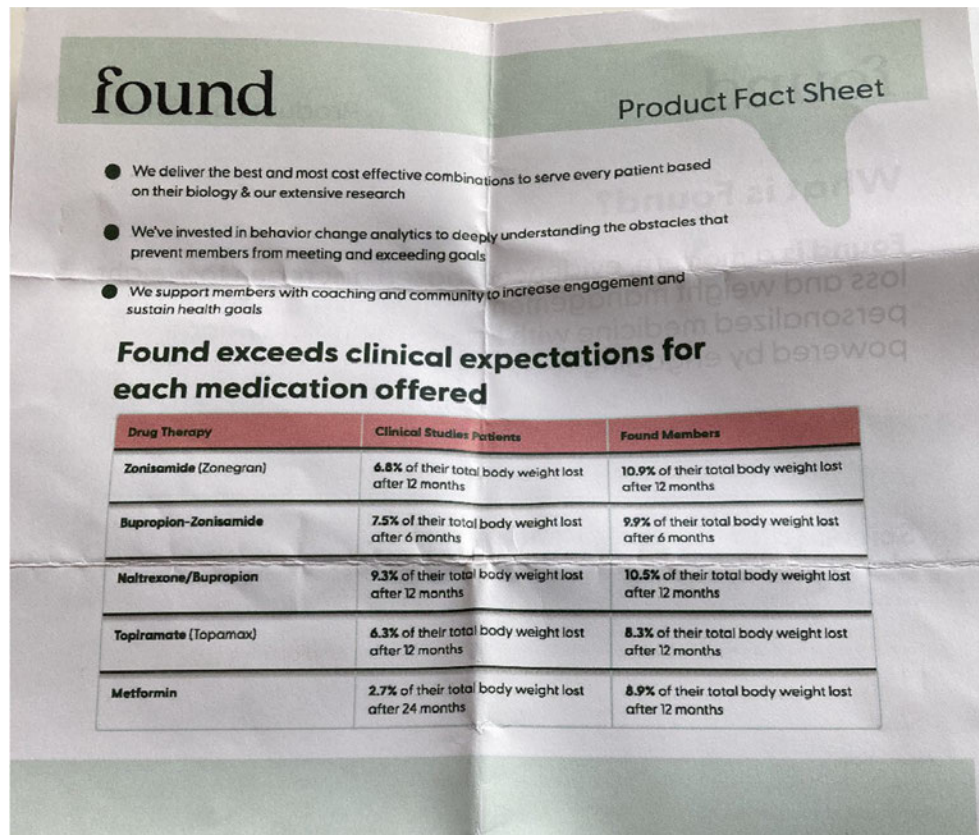 found
Product Fact Sheet
We deliver the best and most cost effective combinations to serve every patient based
on their biology & our extensive research
We've invested in behavior change analytics to deeply understanding the obstacles that
prevent members from meeting and exceeding goals
We support members with coaching and community to increase engagement and
sustain health goals
Found exceeds clinical expectations for
each medication offered
Drug Therapy
Clinical Studies Patients
Found Members
Zonisamide (Zonegran)
6.8% of their total body weight lost
after 12 months
10.9% of their total body weight lost
after 12 months
Bupropion-Zonisamide
7.5% of their total body weight lost
after 6 months
9.9% of their total body weight lost
after 6 months
Naltrexone/Bupropion
9.3% of their total body weight lost
after 12 months
10.5% of their total body weight lost
after 12 months
Topiramate (Topamax)
6.3% of their total body weight lost
after 12 months
8.3% of their total body weight lost
after 12 months
Metformin
2.7% of their total body weight lost
after 24 months
8.9% of their total body weight lost
after 12 months